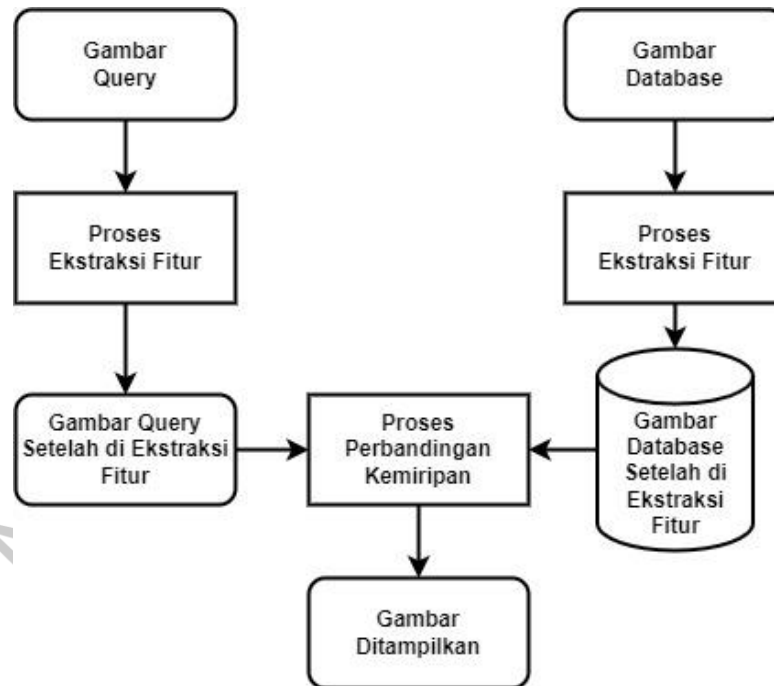 Gambar
Query
Gambar
Database
Proses
Ekstraksi Fitur
Proses
Ekstraksi Fitur
Gambar Query
Setelah di Ekstraksi
Fitur
Proses
Perbandingan
Kemiripan
Gambar
Database
Setelah di
Ekstraksi
Fitur
Gambar
Ditampilkan